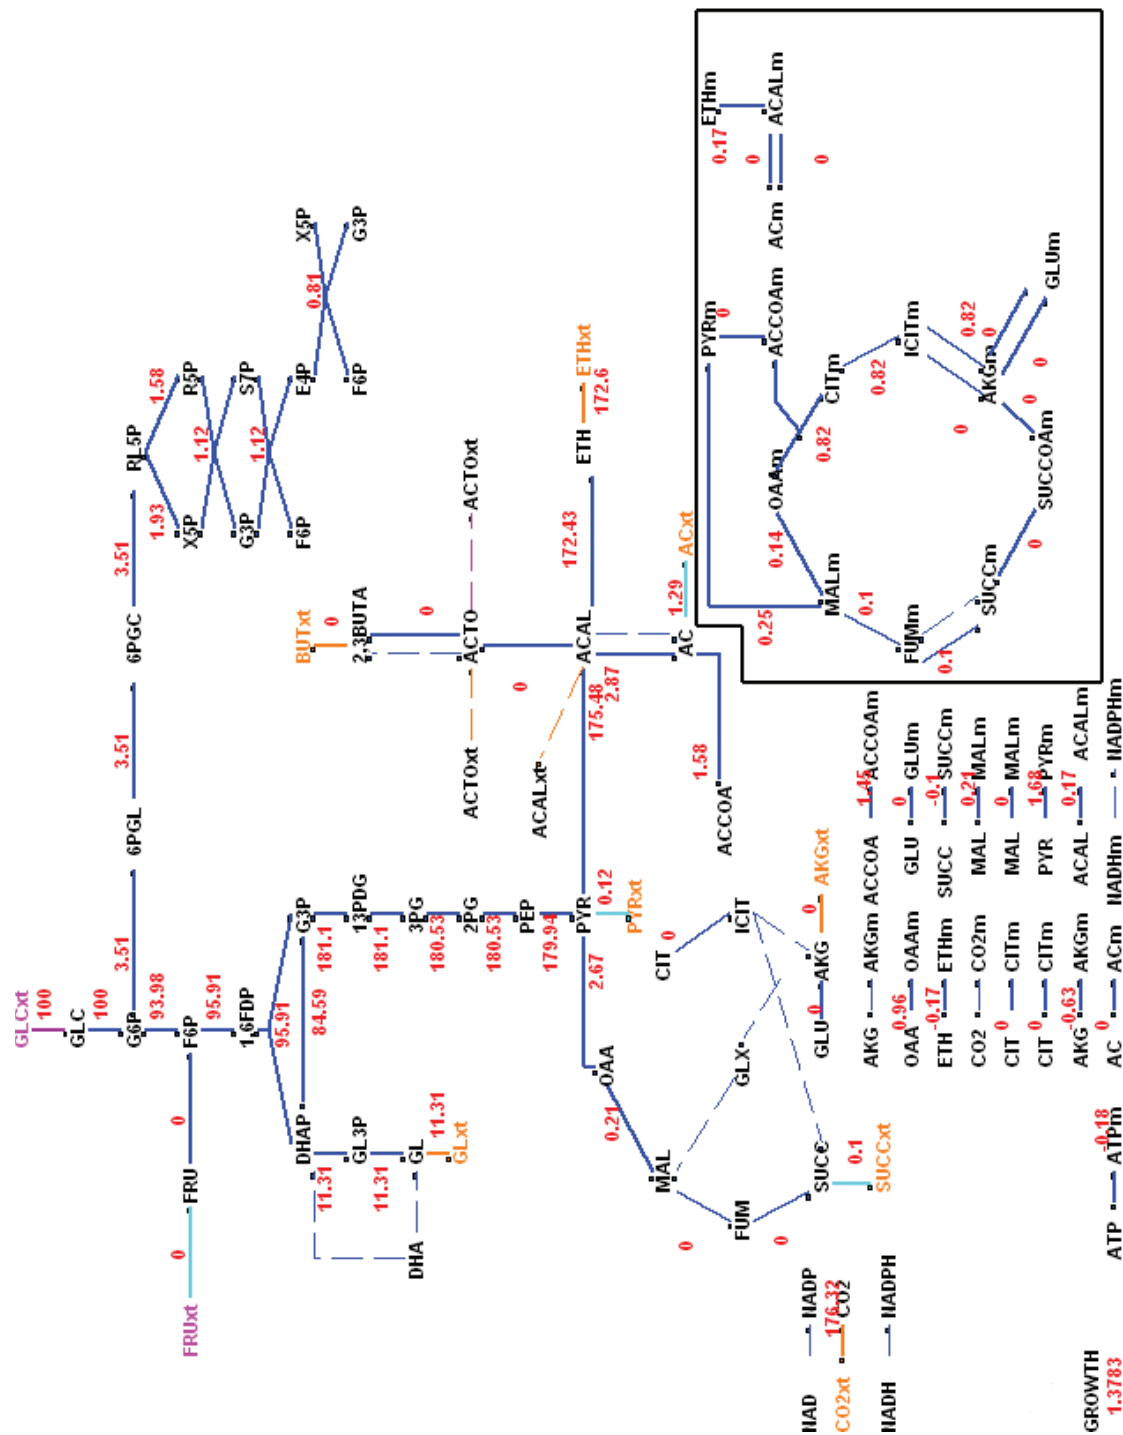 GLCxt
100
GLC
100
G6P
3.51
6PGL
3.51
6PGC
3.51
RL5P
1.93
1.58
X5P
R5P
1.12
G3P
S7P
1.12
F6P
E4P
X5P
0.81
F6P
G3P
93.98
FRUxt
0
FRU
0
F6P
95.91
1,6FDP
95.91
DHAP
84.59
G3P
11.31
GL3P
11.31
GL
11.31
GLxt
DHA
181.1
13PDG
181.1
3PG
180.53
2PG
180.53
PEP
179.94
PYR
0.12
PYRxt
BUTxt
0
2,3BUTA
0
ACTOxt
ACTO
ACTOxt
0
ACALxt
175.48
ACAL
172.43
ETH
172.6
ETHxt
2.87
AC
1.29
ACxt
1.58
ACCOA
2.67
OAA
0.21
MAL
0
FUM
0
SUCC
0.1
SUCCxt
GLX
CIT
0
ICIT
GLU
0
AKG
0
AKGxt
ETHm
0.17
0
ACALm
0
ACm
PYRm
0
ACCOAm
OAAm
0.82
CITm
0.82
ICITm
0.82
0
AKGm
0
GLUm
0
0
SUCCOAm
0
SUCCm
0.1
FUMm
0.1
MALm
0.14
0.25
AKG AKGm ACCOA 1.45 ACCOAm
OAA 0.96 OAAm GLU 0 GLUm
ETH -0.17 ETHm SUCC -0.1 SUCCm
CO2 CO2m MAL 0.21 MALm
CIT 0 CITm MAL 0 MALm
CIT 0 CITm PYR 1.68 PYRm
AKG -0.63 AKGm ACAL 0.17 ACALm
ATP -0.18 ATPm AC 0 ACm NADHm NADPHm
NAD NADP
CO2xt 176.32 CO2
NADH NADPH
GROWTH
1.3783